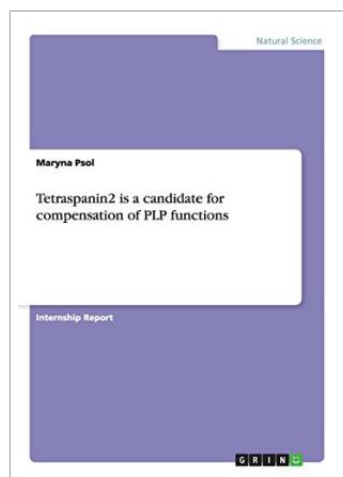 Natural Science
Maryna Psol
Tetraspanin2 is a candidate for
compensation of PLP functions
Internship Report
GRIN